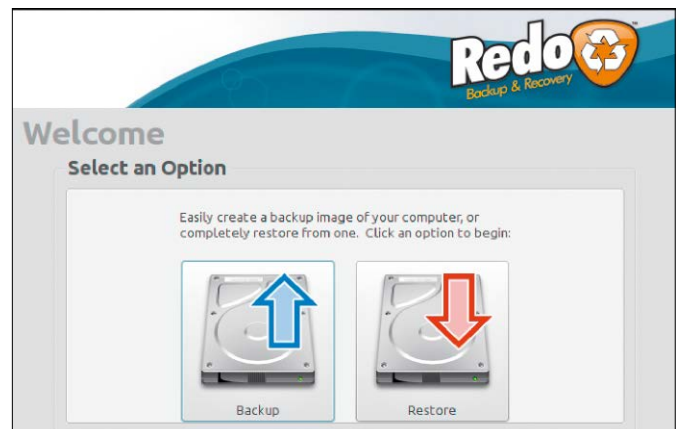 Redo
Backup & Recovery
Welcome
Select an Option
Easily create a backup image of your computer, or
completely restore from one. Click an option to begin:
Backup
Restore